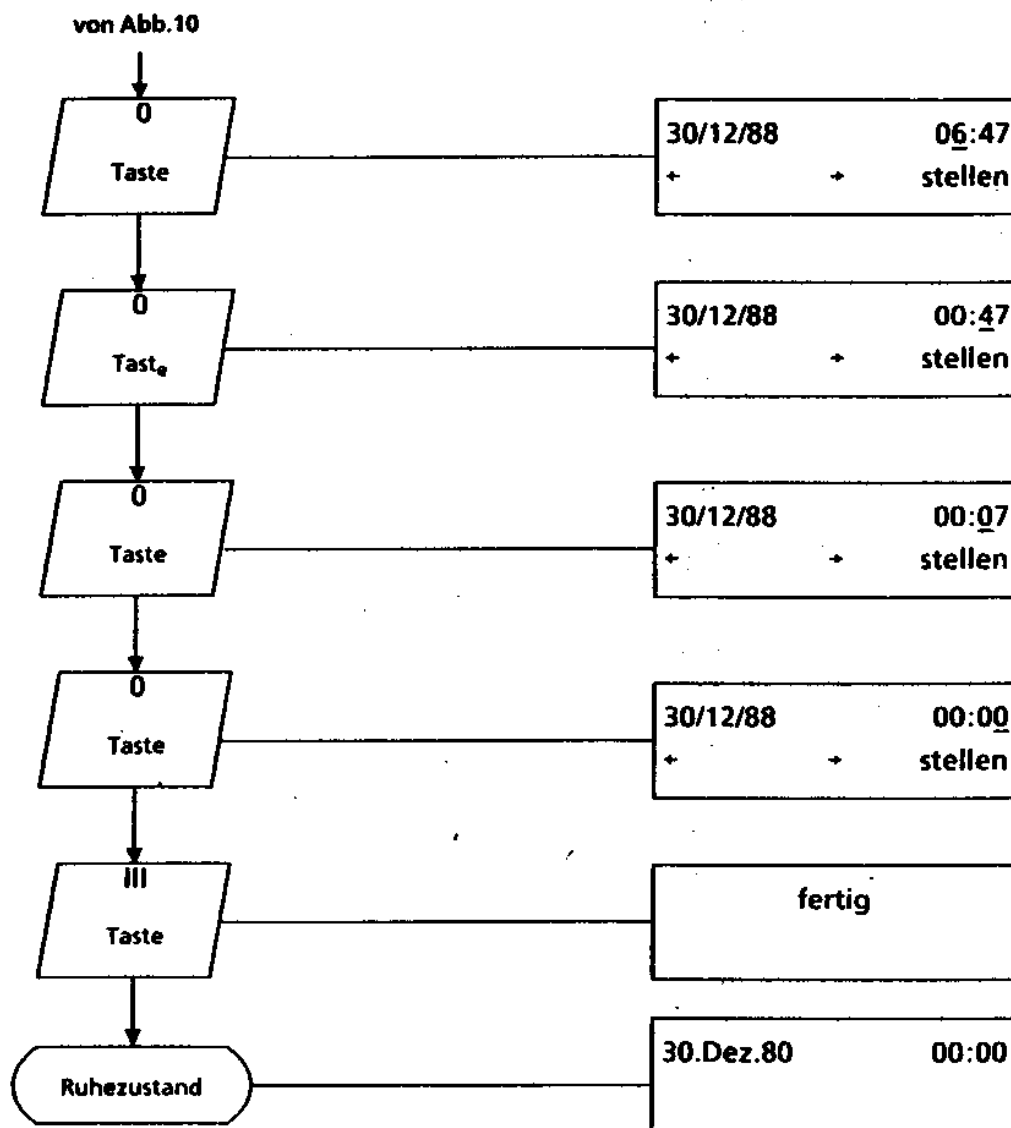 von Abb.10
0
Taste
30/12/88 06:47
← → stellen
0
Taste
30/12/88 00:47
← → stellen
0
Taste
30/12/88 00:07
← → stellen
0
Taste
30/12/88 00:00
← → stellen
III
Taste
fertig
Ruhezustand
30.Dez.80 00:00